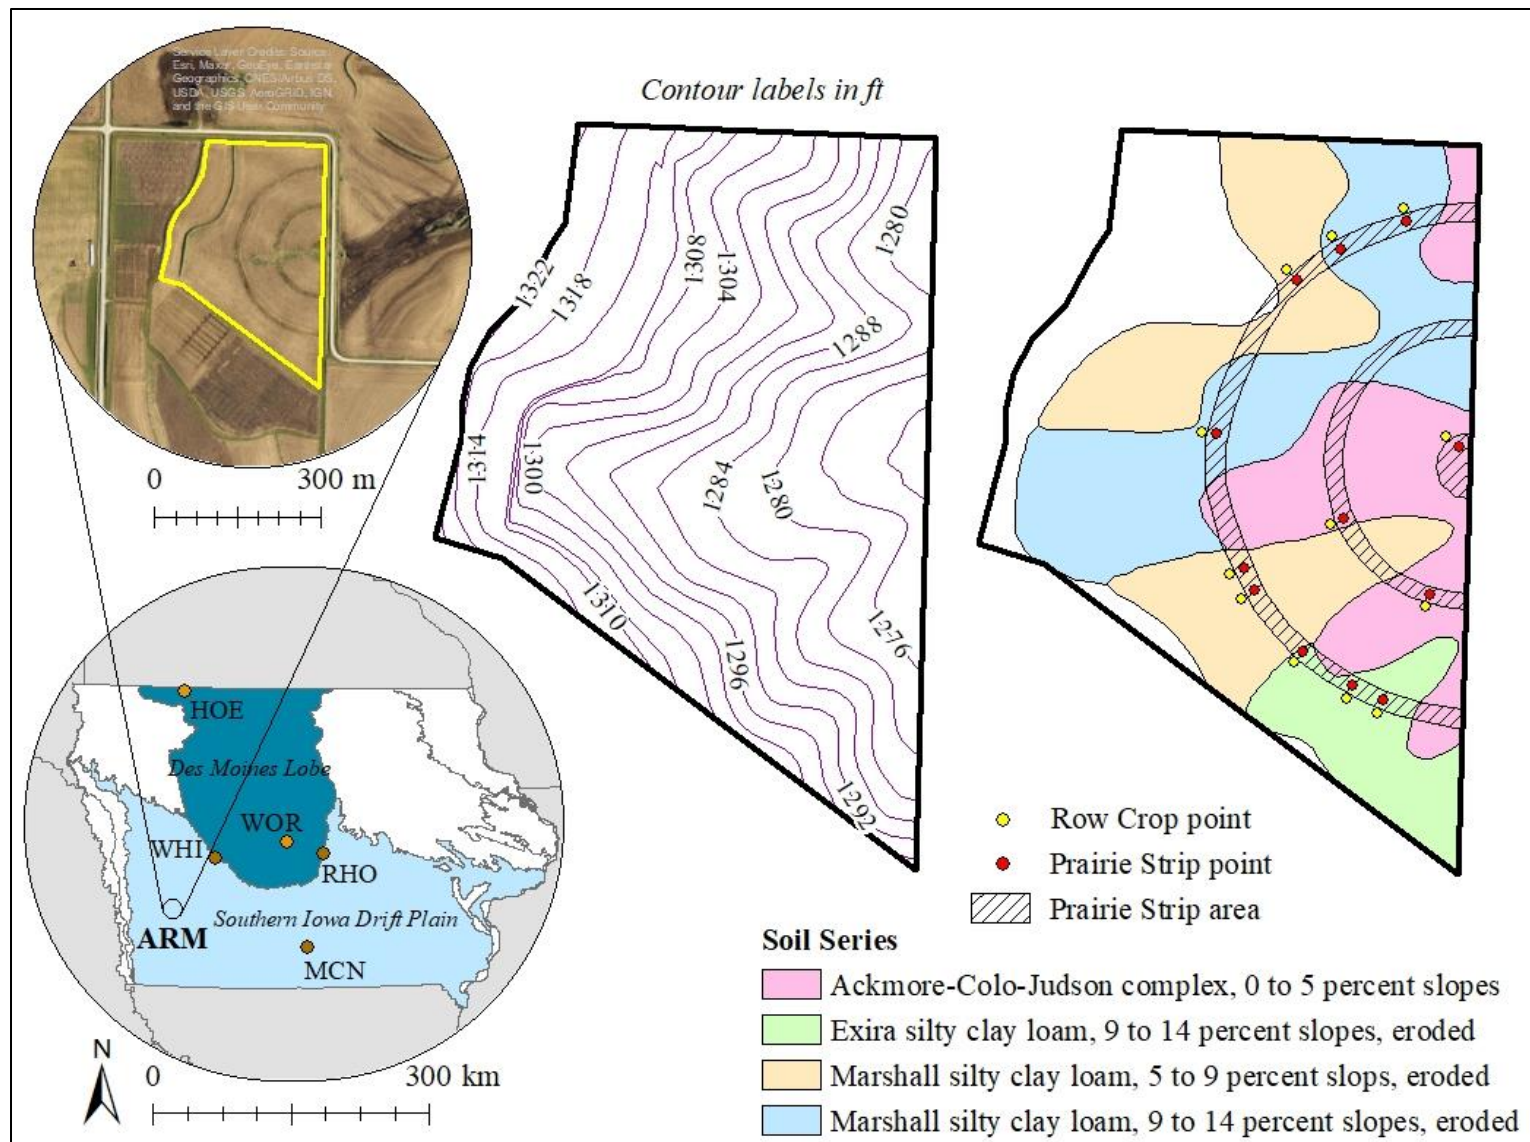 Service Layer Credits: Source:
Esri, Maxar, GeoEye, Earthstar
Geographics, CNES/Airbus DS,
USDA, USGS, AeroGRID, IGN,
and the GIS User Community
0 300 m
HOE
Des Moines Lobe
WOR
WHI
RHO
Southern Iowa Drift Plain
ARM
MCN
N
0 300 km
Contour labels in ft
1280
1308
1304
1322
1318
1288
1314
1300
1284
1280
1310
1276
1296
1292
Row Crop point
Prairie Strip point
Prairie Strip area
Soil Series
Ackmore-Colo-Judson complex, 0 to 5 percent slopes
Exira silty clay loam, 9 to 14 percent slopes, eroded
Marshall silty clay loam, 5 to 9 percent slops, eroded
Marshall silty clay loam, 9 to 14 percent slopes, eroded